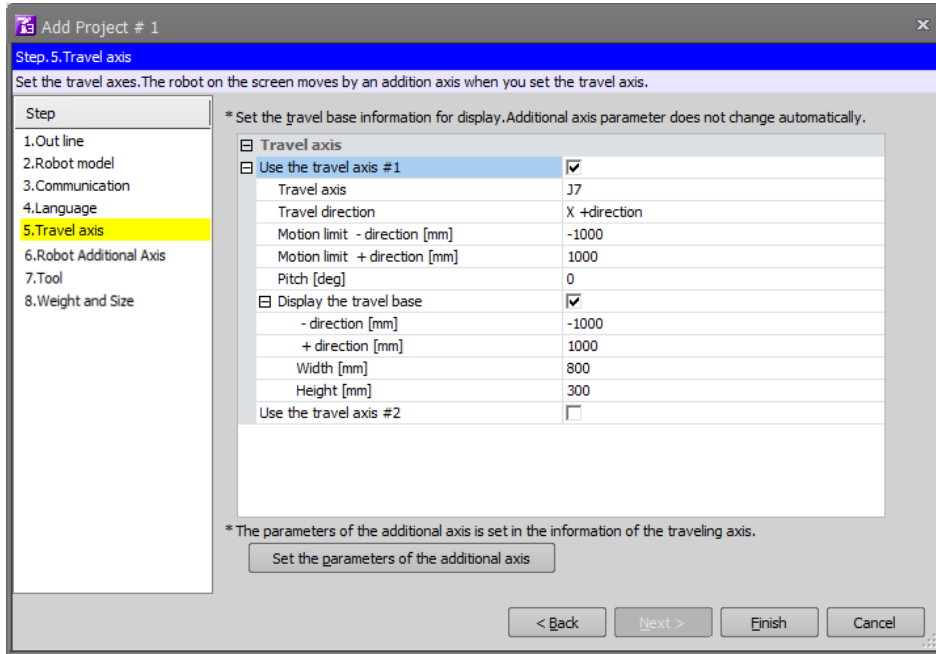 Add Project # 1
Step.5.Travel axis
Set the travel axes.The robot on the screen moves by an addition axis when you set the travel axis.
Step
1.Out line
2.Robot model
3.Communication
4.Language
5.Travel axis
6.Robot Additional Axis
7.Tool
8.Weight and Size
* Set the travel base information for display.Additional axis parameter does not change automatically.
Travel axis
Use the travel axis #1
Travel axis J7
Travel direction X +direction
Motion limit - direction [mm] -1000
Motion limit + direction [mm] 1000
Pitch [deg] 0
Display the travel base
- direction [mm] -1000
+ direction [mm] 1000
Width [mm] 800
Height [mm] 300
Use the travel axis #2
* The parameters of the additional axis is set in the information of the traveling axis.
Set the parameters of the additional axis
< Back Next > Finish Cancel